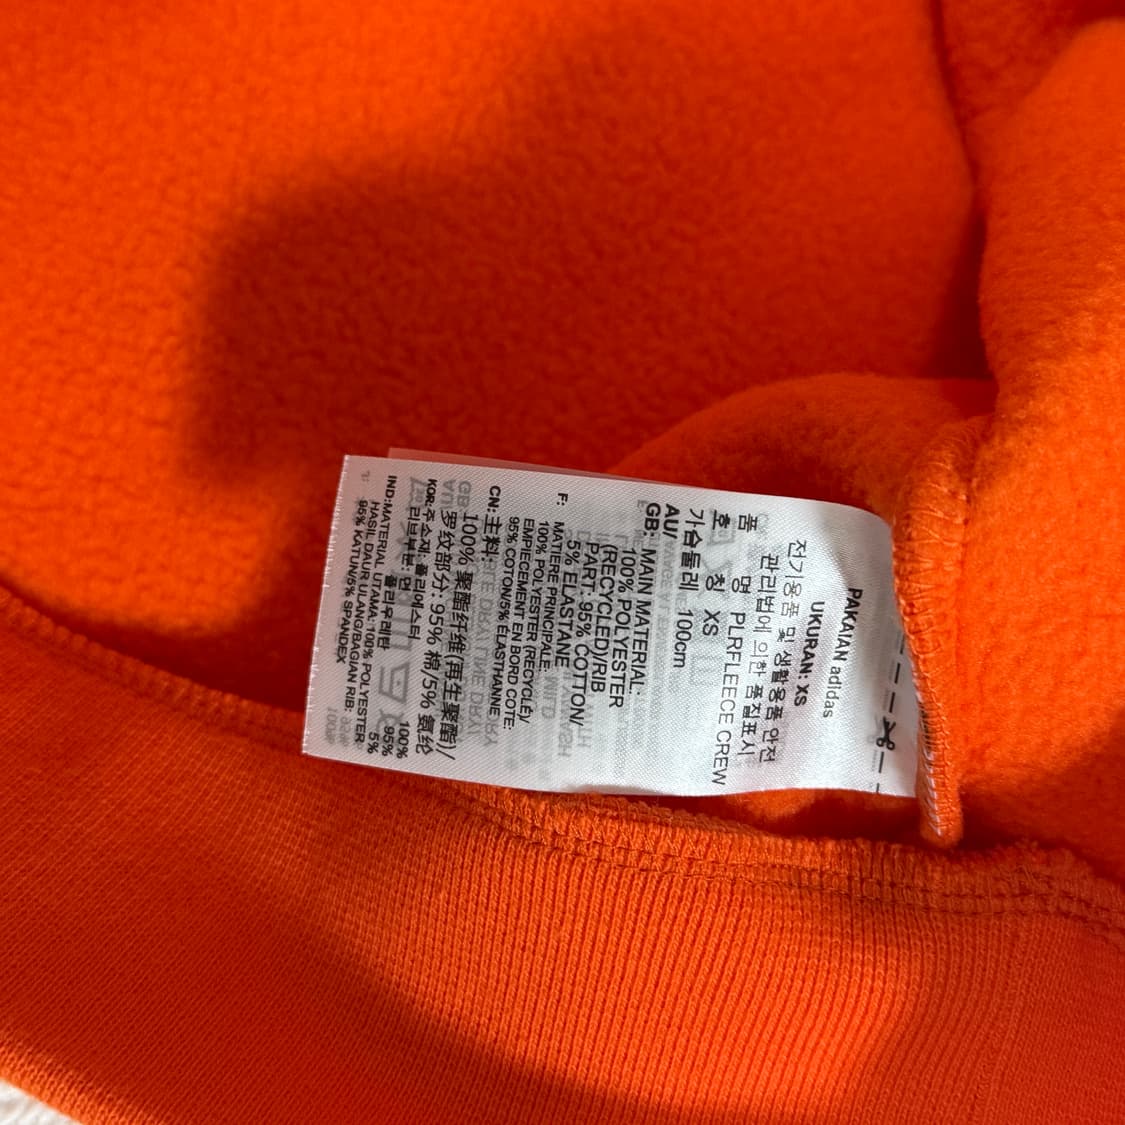 PAKAIAN adidas
UKURAN: XS
전기용품 및 생활용품 안전
관리법에 의한 품질표시
품 명 PLRFLEECE CREW
호 칭 XS
가슴둘레 100cm
AU/
GB: MAIN MATERIAL:
100% POLYESTER
(RECYCLED)/RIB
PART: 95% COTTON/
5% ELASTANE
F: MATIERE PRINCIPALE:
100% POLYESTER (RECYCLÉ)/
EMPIECEMENT EN BORD COTE:
95% COTON/5% ELASTHANNE
CN: 主料:
100% 聚酯纤维(再生聚酯)/
罗纹部分: 95% 棉/5% 氨纶
KOR: 주소재: 폴리에스터 100%
리브부분: 면 95%
폴리우레탄 5%
IND: MATERIAL UTAMA: 100% POLYESTER
HASIL DAUR ULANG/BAGIAN RIB:
95% KATUN/5% SPANDEX